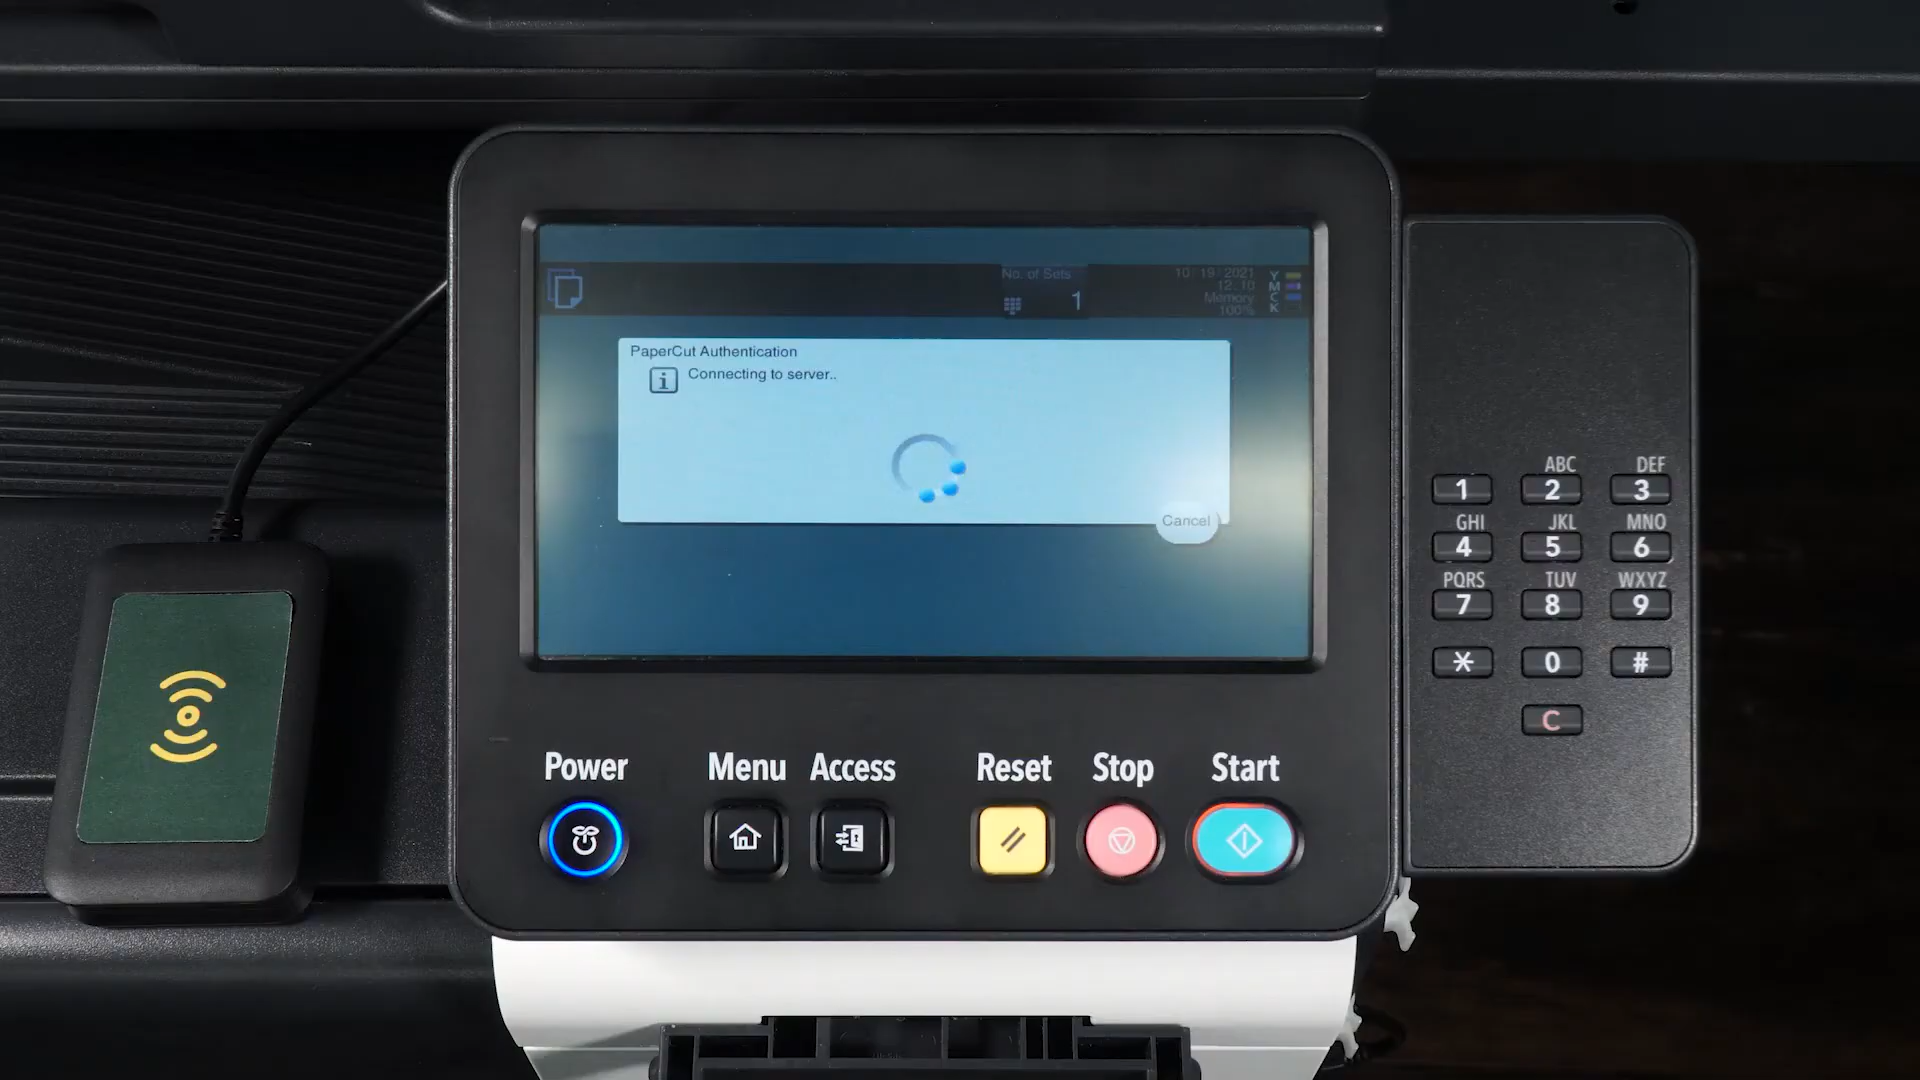 No. of Sets
1
10/19/2021
12:10
Memory
100%
Y
M
C
K
PaperCut Authentication
i Connecting to server..
Cancel
ABC DEF
1 2 3
GHI JKL MNO
4 5 6
PQRS TUV WXYZ
7 8 9
* 0 #
C
Power Menu Access Reset Stop Start